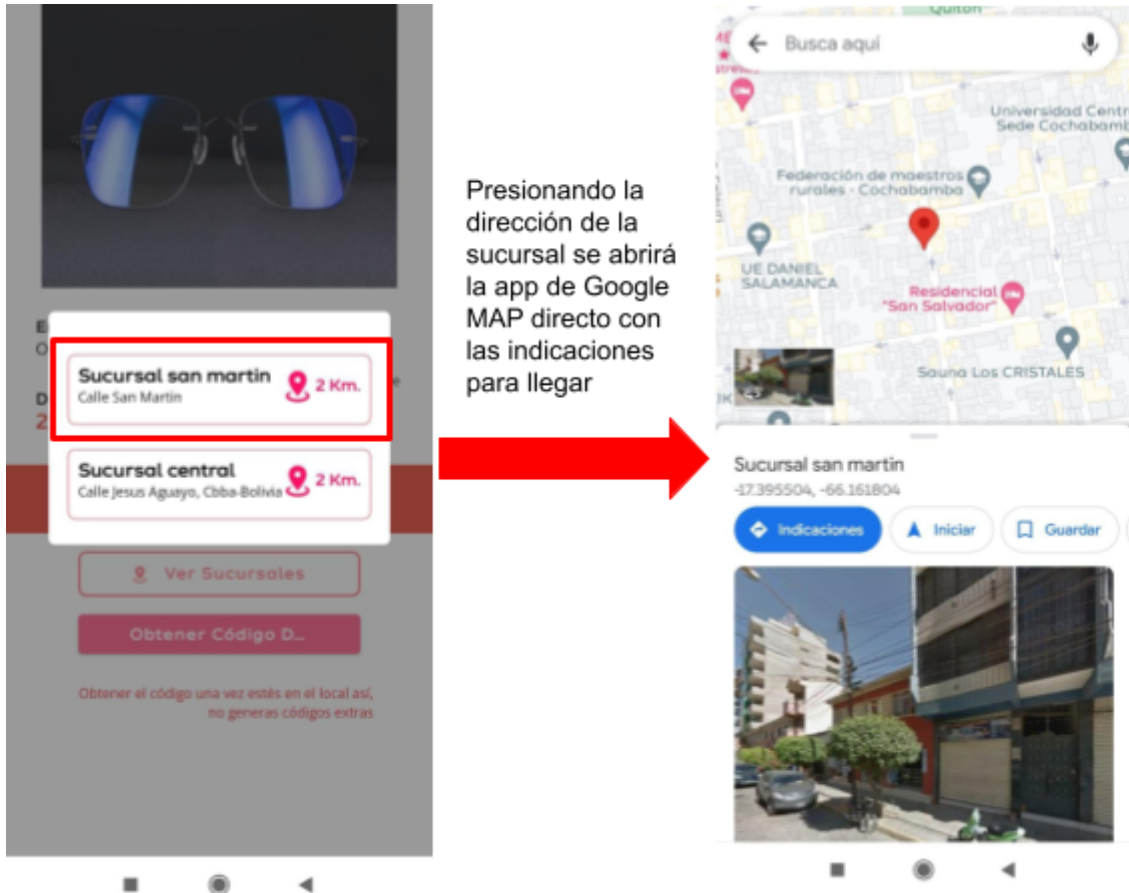 Sucursal san martin
Calle San Martin
2 Km.
Sucursal central
Calle Jesus Aguayo, Cbba-Bolivia
2 Km.
Ver Sucursales
Obtener Código D...
Obtener el código una vez estés en el local así,
no generas códigos extras
Presionando la
dirección de la
sucursal se abrirá
la app de Google
MAP directo con
las indicaciones
para llegar
Busca aquí
Universidad Centr
Sede Cochabamb
Federación de maestros
rurales - Cochabamba
UE DANIEL
SALAMANCA
Residencial
"San Salvador"
Sauna Los CRISTALES
Sucursal san martin
-17.395504, -66.161804
Indicaciones
Iniciar
Guardar